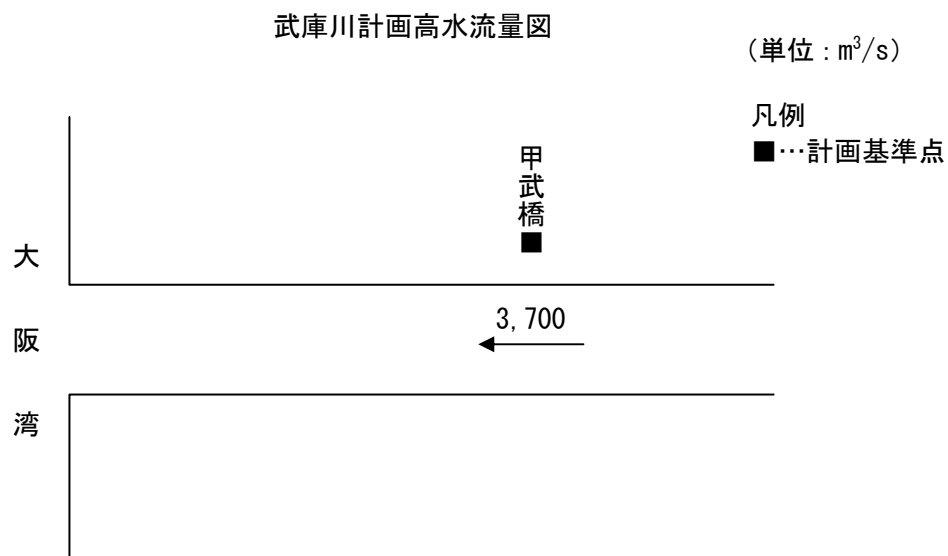 武庫川計画高水流量図
(単位:m³/s)
凡例
■…計画基準点
甲武橋
■
3,700
大阪湾